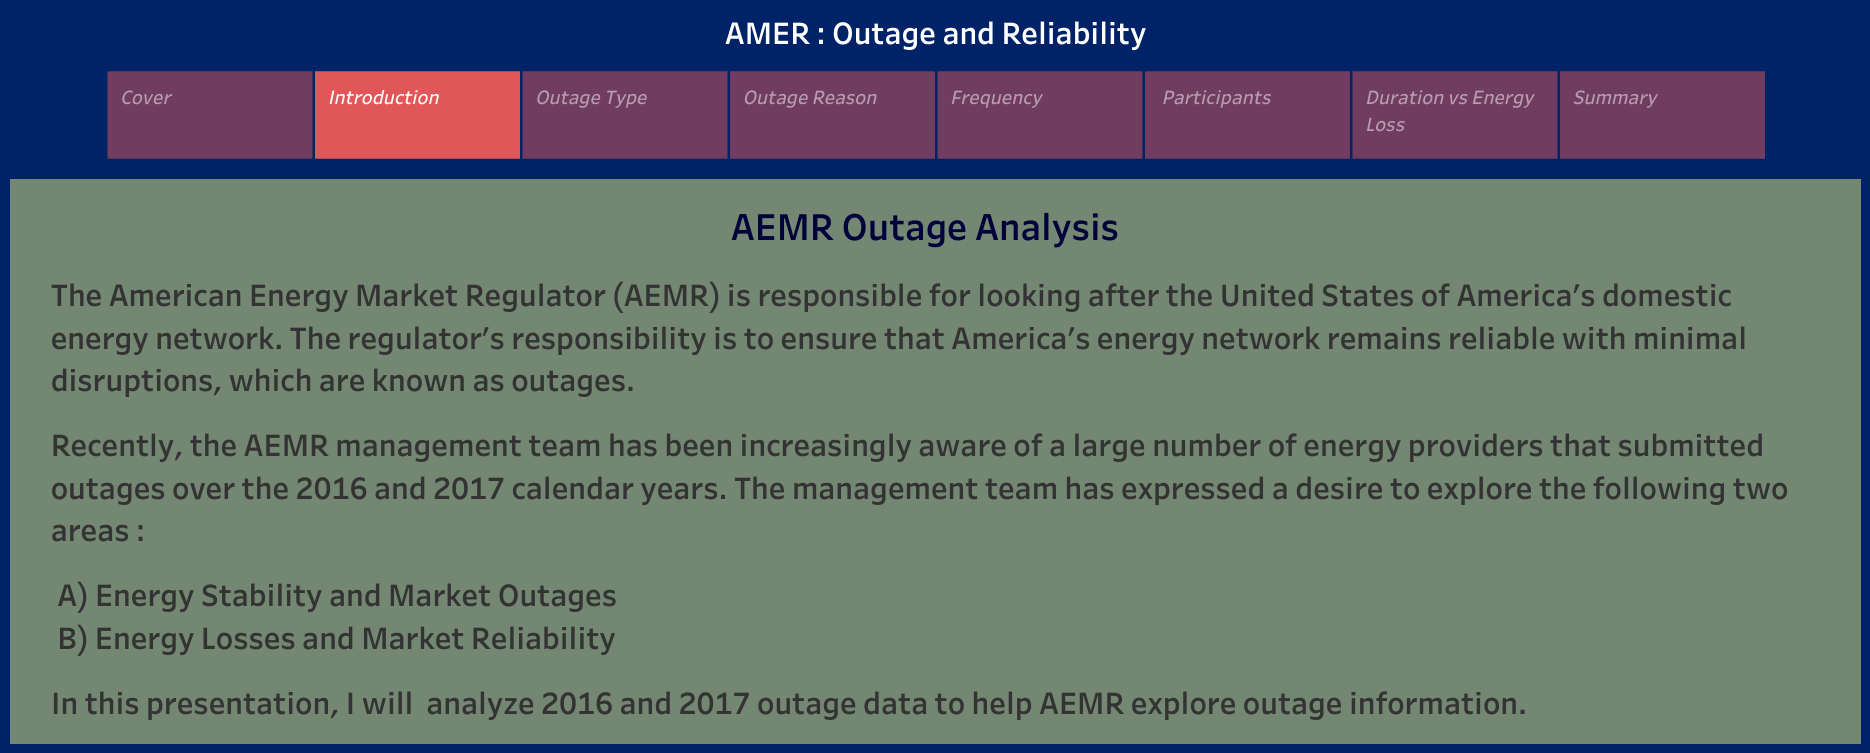 AMER : Outage and Reliability
Cover
Introduction
Outage Type
Outage Reason
Frequency
Participants
Duration vs Energy
Loss
Summary
AEMR Outage Analysis
The American Energy Market Regulator (AEMR) is responsible for looking after the United States of America’s domestic
energy network. The regulator’s responsibility is to ensure that America’s energy network remains reliable with minimal
disruptions, which are known as outages.
Recently, the AEMR management team has been increasingly aware of a large number of energy providers that submitted
outages over the 2016 and 2017 calendar years. The management team has expressed a desire to explore the following two
areas :
A) Energy Stability and Market Outages
B) Energy Losses and Market Reliability
In this presentation, I will  analyze 2016 and 2017 outage data to help AEMR explore outage information.